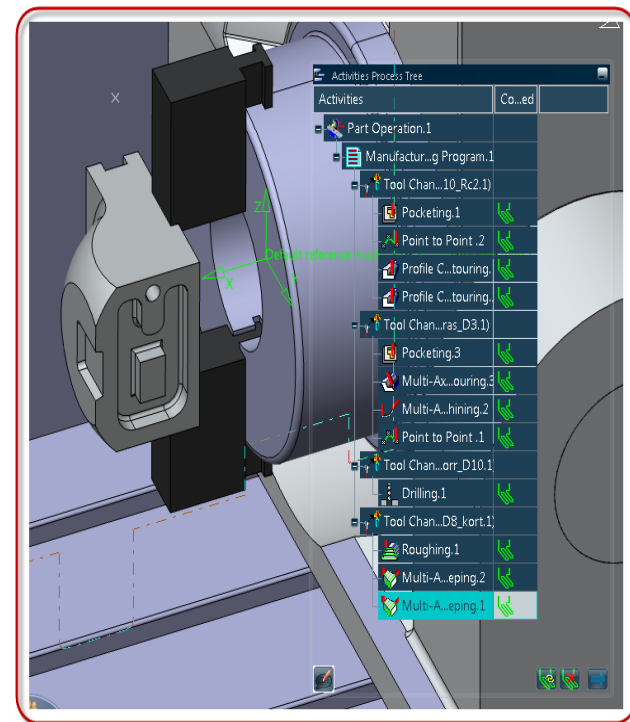 Activities Process Tree
Activities Co...ed
Part Operation.1
Manufactur...g Program.1
Tool Chan...10_Rc2.1)
Pocketing.1
Point to Point .2
Profile C...touring.
Profile C...touring..
Tool Chan...ras_D3.1)
Pocketing.3
Multi-Ax...ouring.3
Multi-A...hining.2
Point to Point .1
Tool Chan...orr_D10.1)
Drilling.1
Tool Chan...D8_kort.1)
Roughing.1
Multi-A...eping.2
Multi-A...eping.1
X
Z
Default reference
X
Y